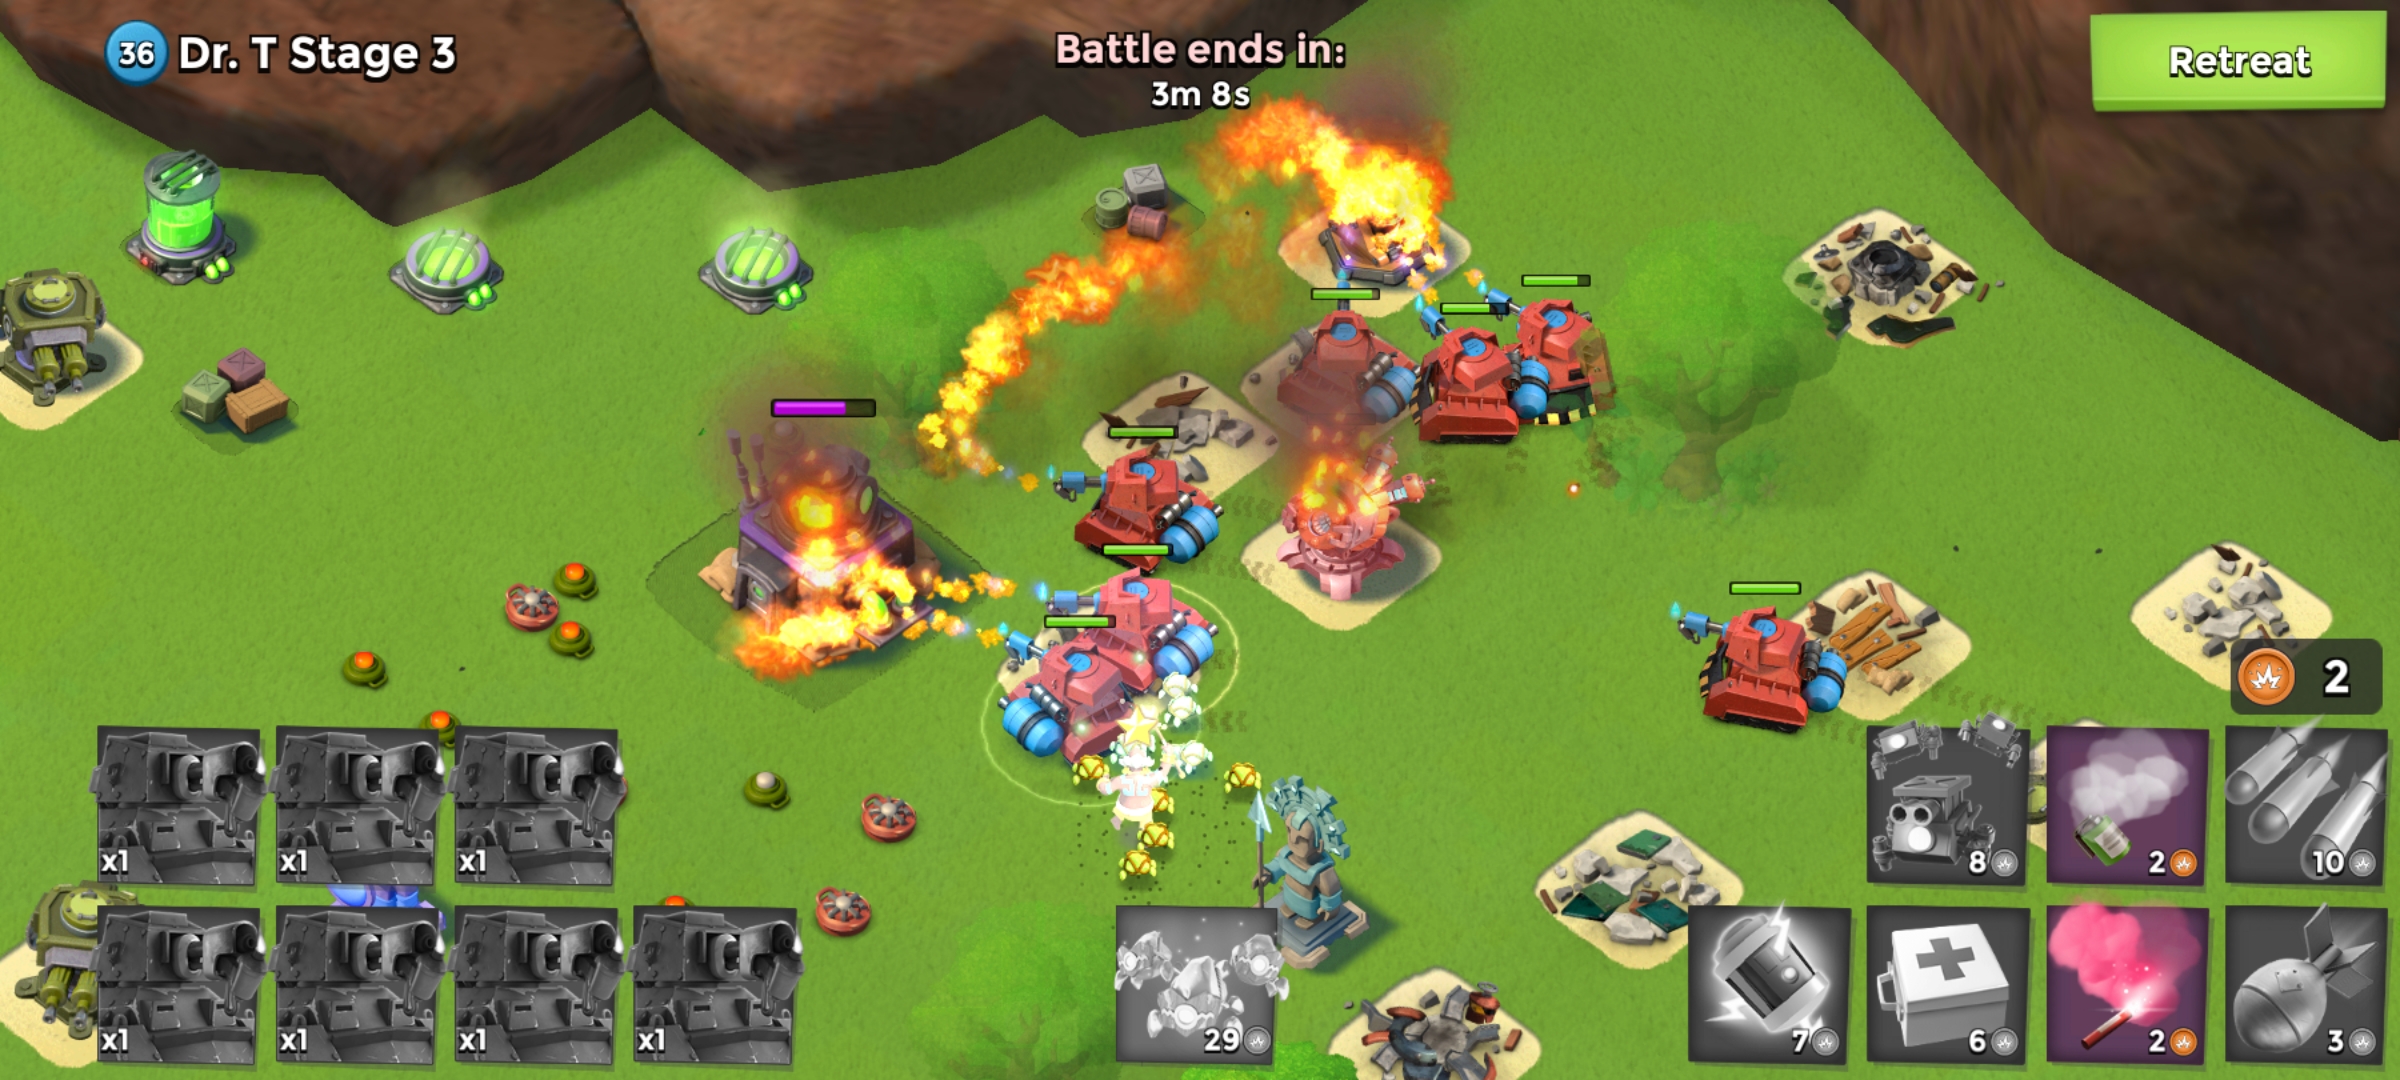 36 Dr. T Stage 3
Battle ends in:
3m 8s
Retreat
2
8
2
10
x1
x1
x1
x1
x1
x1
x1
29
7
6
2
3